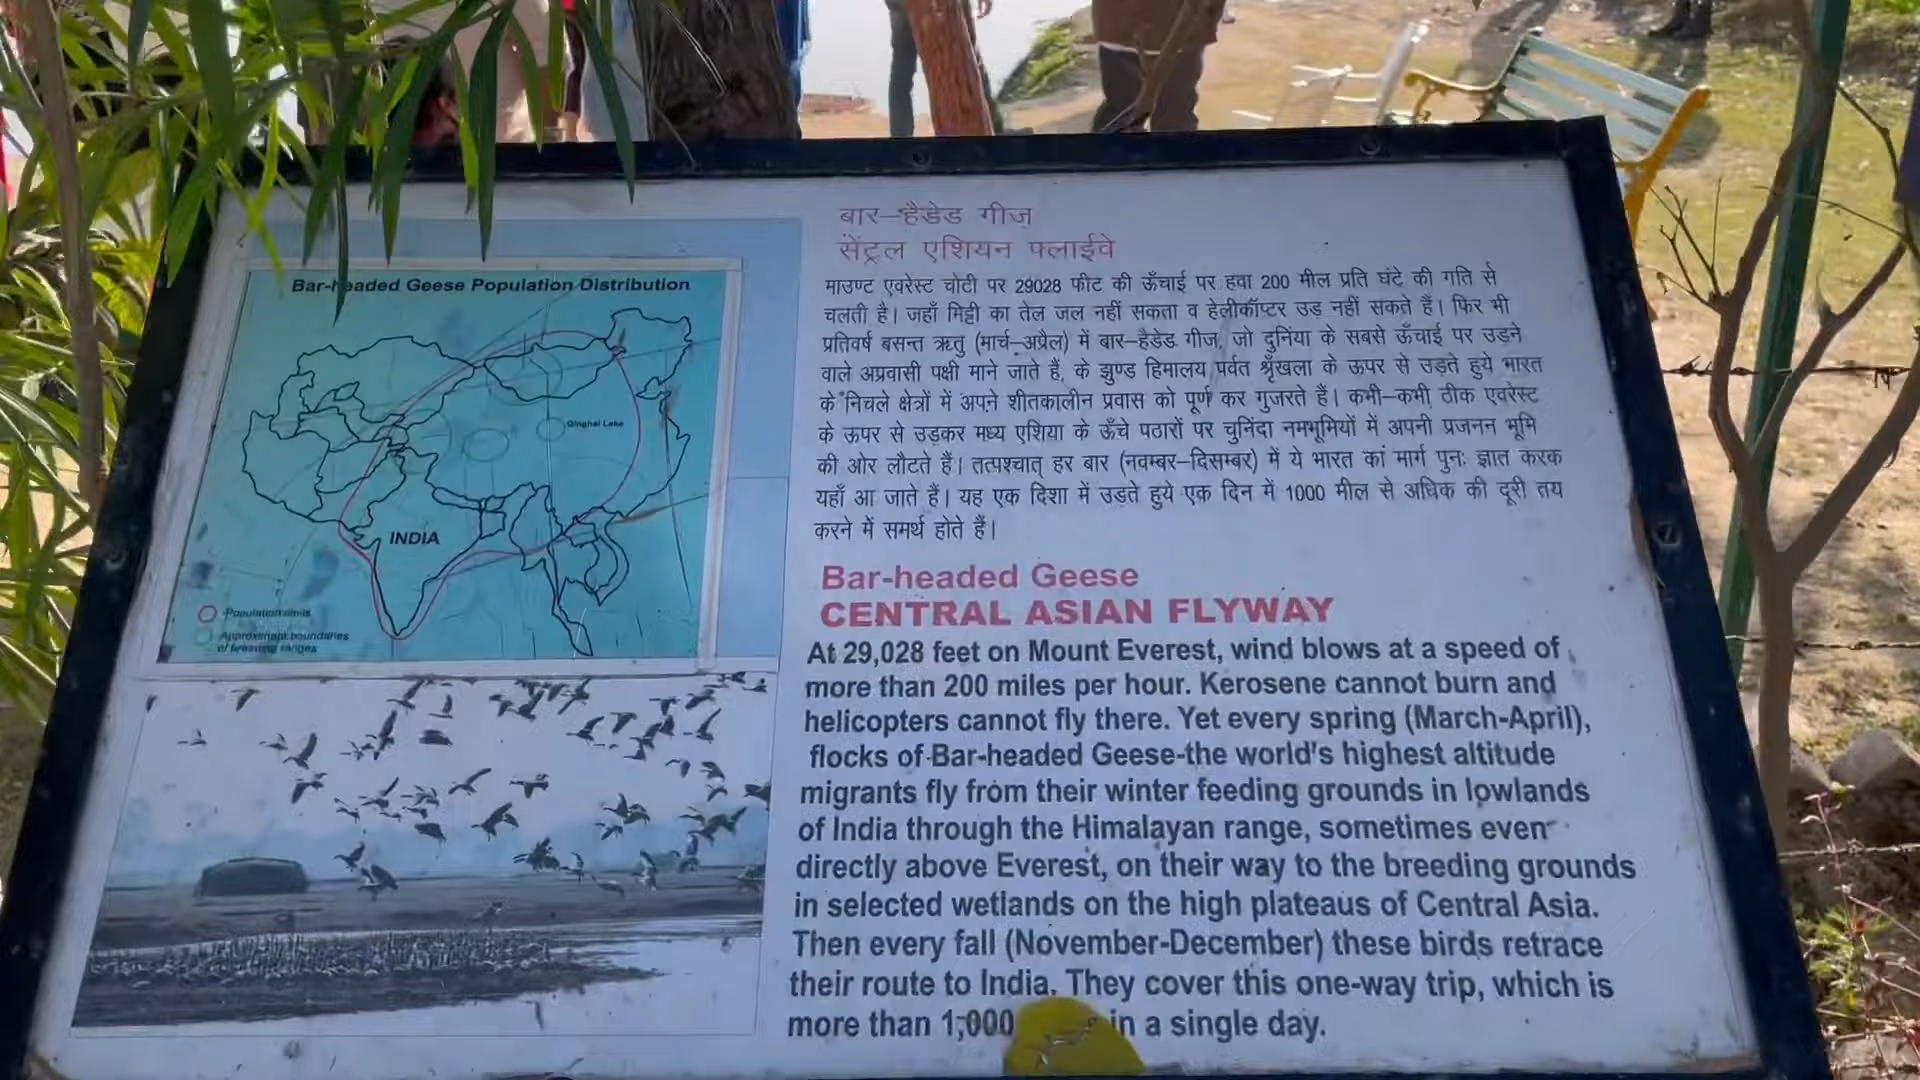 Bar-headed Geese Population Distribution
Qinghai Lake
INDIA
Population limits
Approximate boundaries
of breeding ranges
बार–हैडेड गीज़
सेंट्रल एशियन फ्लाईवे
माउण्ट एवरेस्ट चोटी पर 29028 फीट की ऊँचाई पर हवा 200 मील प्रति घंटे की गति से
चलती है। जहाँ मिट्टी का तेल जल नहीं सकता व हेलीकॉप्टर उड़ नहीं सकते हैं। फिर भी
प्रतिवर्ष बसन्त ऋतु (मार्च–अप्रैल) में बार–हैडेड गीज़, जो दुनिंया के सबसे ऊँचाई पर उड़ने
वाले अप्रवासी पक्षी माने जाते हैं, के झुण्ड हिमालय पर्वत श्रृँखला के ऊपर से उड़ते हुये भारत
के निचले क्षेत्रों में अपने शीतकालीन प्रवास को पूर्ण कर गुजरते हैं। कभी–कभी ठीक एवरेस्ट
के ऊपर से उड़कर मध्य एशिया के ऊँचे पठारों पर चुनिंदा नमभूमियों में अपनी प्रजनन भूमि
की ओर लौटते हैं। तत्पश्चात् हर बार (नवम्बर–दिसम्बर) में ये भारत का मार्ग पुनः ज्ञात करक
यहाँ आ जाते हैं। यह एक दिशा में उड़ते हुये एक दिन में 1000 मील से अधिक की दूरी तय
करने में समर्थ होते हैं।
Bar-headed Geese
CENTRAL ASIAN FLYWAY
At 29,028 feet on Mount Everest, wind blows at a speed of
more than 200 miles per hour. Kerosene cannot burn and
helicopters cannot fly there. Yet every spring (March-April),
flocks of Bar-headed Geese-the world's highest altitude
migrants fly from their winter feeding grounds in lowlands
of India through the Himalayan range, sometimes even
directly above Everest, on their way to the breeding grounds
in selected wetlands on the high plateaus of Central Asia.
Then every fall (November-December) these birds retrace
their route to India. They cover this one-way trip, which is
more than 1,000 in a single day.